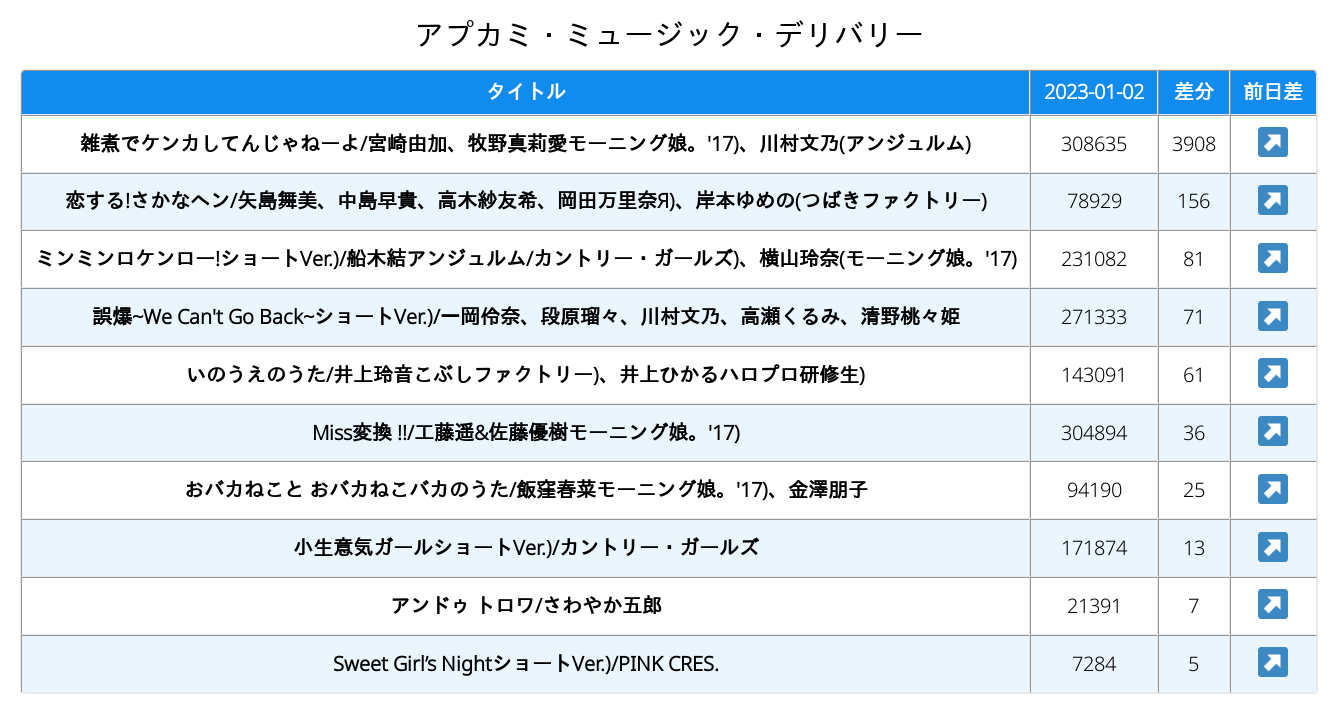 アプカミ・ミュージック・デリバリー
タイトル 2023-01-02 差分 前日差
雑煮でケンカしてんじゃねーよ/宮崎由加、牧野真莉愛モーニング娘。'17)、川村文乃(アンジュルム) 308635 3908
恋する!さかなヘン/矢島舞美、中島早貴、高木紗友希、岡田万里奈Я)、岸本ゆめの(つばきファクトリー) 78929 156
ミンミンロケンロー!ショートVer.)/船木結アンジュルム/カントリー・ガールズ)、横山玲奈(モーニング娘。'17) 231082 81
誤爆~We Can't Go Back~ショートVer.)/一岡伶奈、段原瑠々、川村文乃、高瀬くるみ、清野桃々姫 271333 71
いのうえのうた/井上玲音こぶしファクトリー)、井上ひかるハロプロ研修生) 143091 61
Miss変換 !!/工藤遥&佐藤優樹モーニング娘。'17) 304894 36
おバカねこと おバカねこバカのうた/飯窪春菜モーニング娘。'17)、金澤朋子 94190 25
小生意気ガールショートVer.)/カントリー・ガールズ 171874 13
アンドゥ トロワ/さわやか五郎 21391 7
Sweet Girl’s NightショートVer.)/PINK CRES. 7284 5